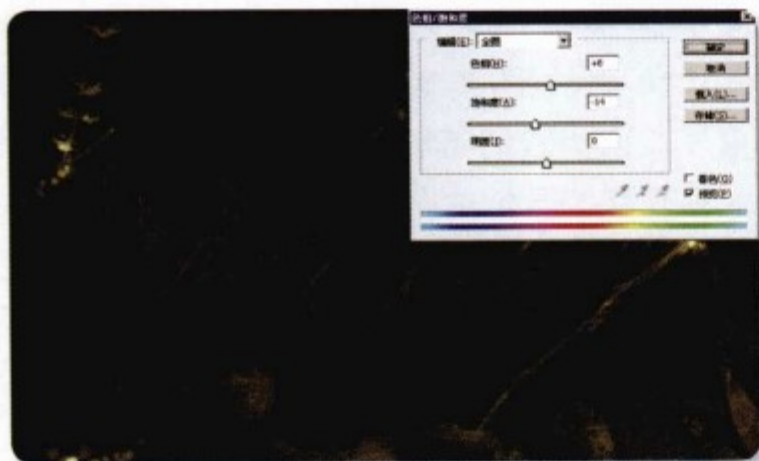 色相/饱和度
编辑(E): 全图
确定
色相(H): +6
取消
载入(L)...
饱和度(A): -14
存储(S)...
明度(I): 0
着色(O)
预览(P)